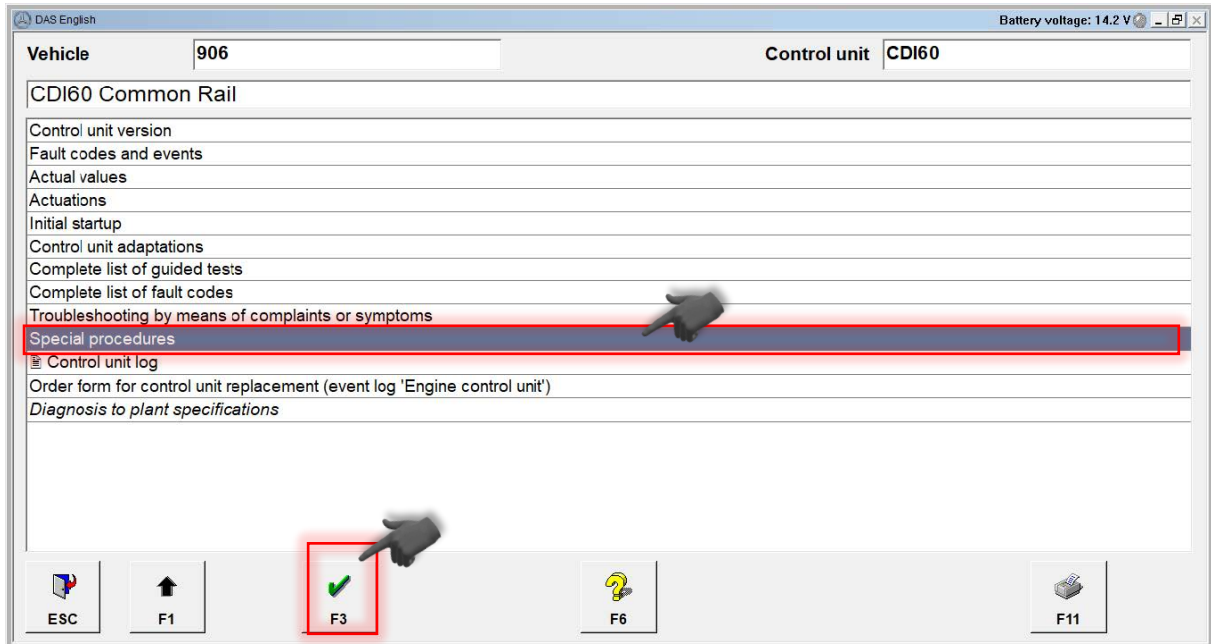 DAS English
Battery voltage: 14.2 V
Vehicle 906 Control unit CDI60
CDI60 Common Rail
Control unit version
Fault codes and events
Actual values
Actuations
Initial startup
Control unit adaptations
Complete list of guided tests
Complete list of fault codes
Troubleshooting by means of complaints or symptoms
Special procedures
Control unit log
Order form for control unit replacement (event log 'Engine control unit')
Diagnosis to plant specifications
ESC F1 F3 F6 F11